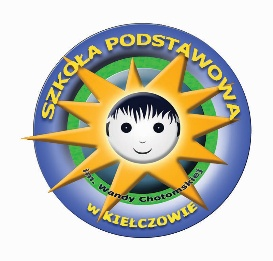 SZKOŁA PODSTAWOWA
im. Wandy Chotomskiej
W KIEŁCZOWIE